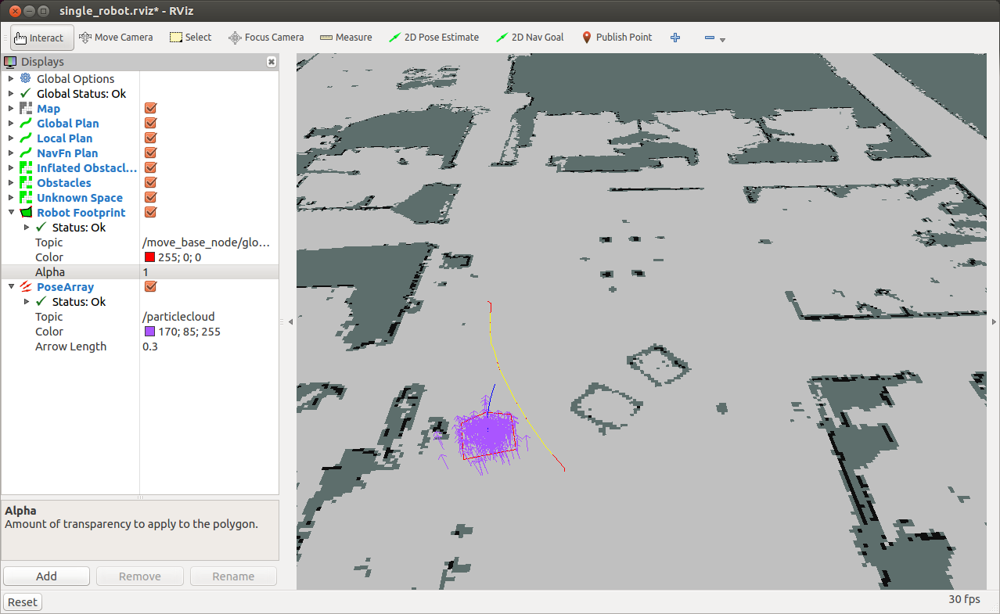 single_robot.rviz* - RViz
Interact Move Camera Select Focus Camera Measure 2D Pose Estimate 2D Nav Goal Publish Point
Displays
Global Options
Global Status: Ok
Map
Global Plan
Local Plan
NavFn Plan
Inflated Obstacl...
Obstacles
Unknown Space
Robot Footprint
Status: Ok
Topic /move_base_node/glo...
Color 255; 0; 0
Alpha 1
PoseArray
Status: Ok
Topic /particlecloud
Color 170; 85; 255
Arrow Length 0.3
Alpha
Amount of transparency to apply to the polygon.
Add Remove Rename
Reset 30 fps